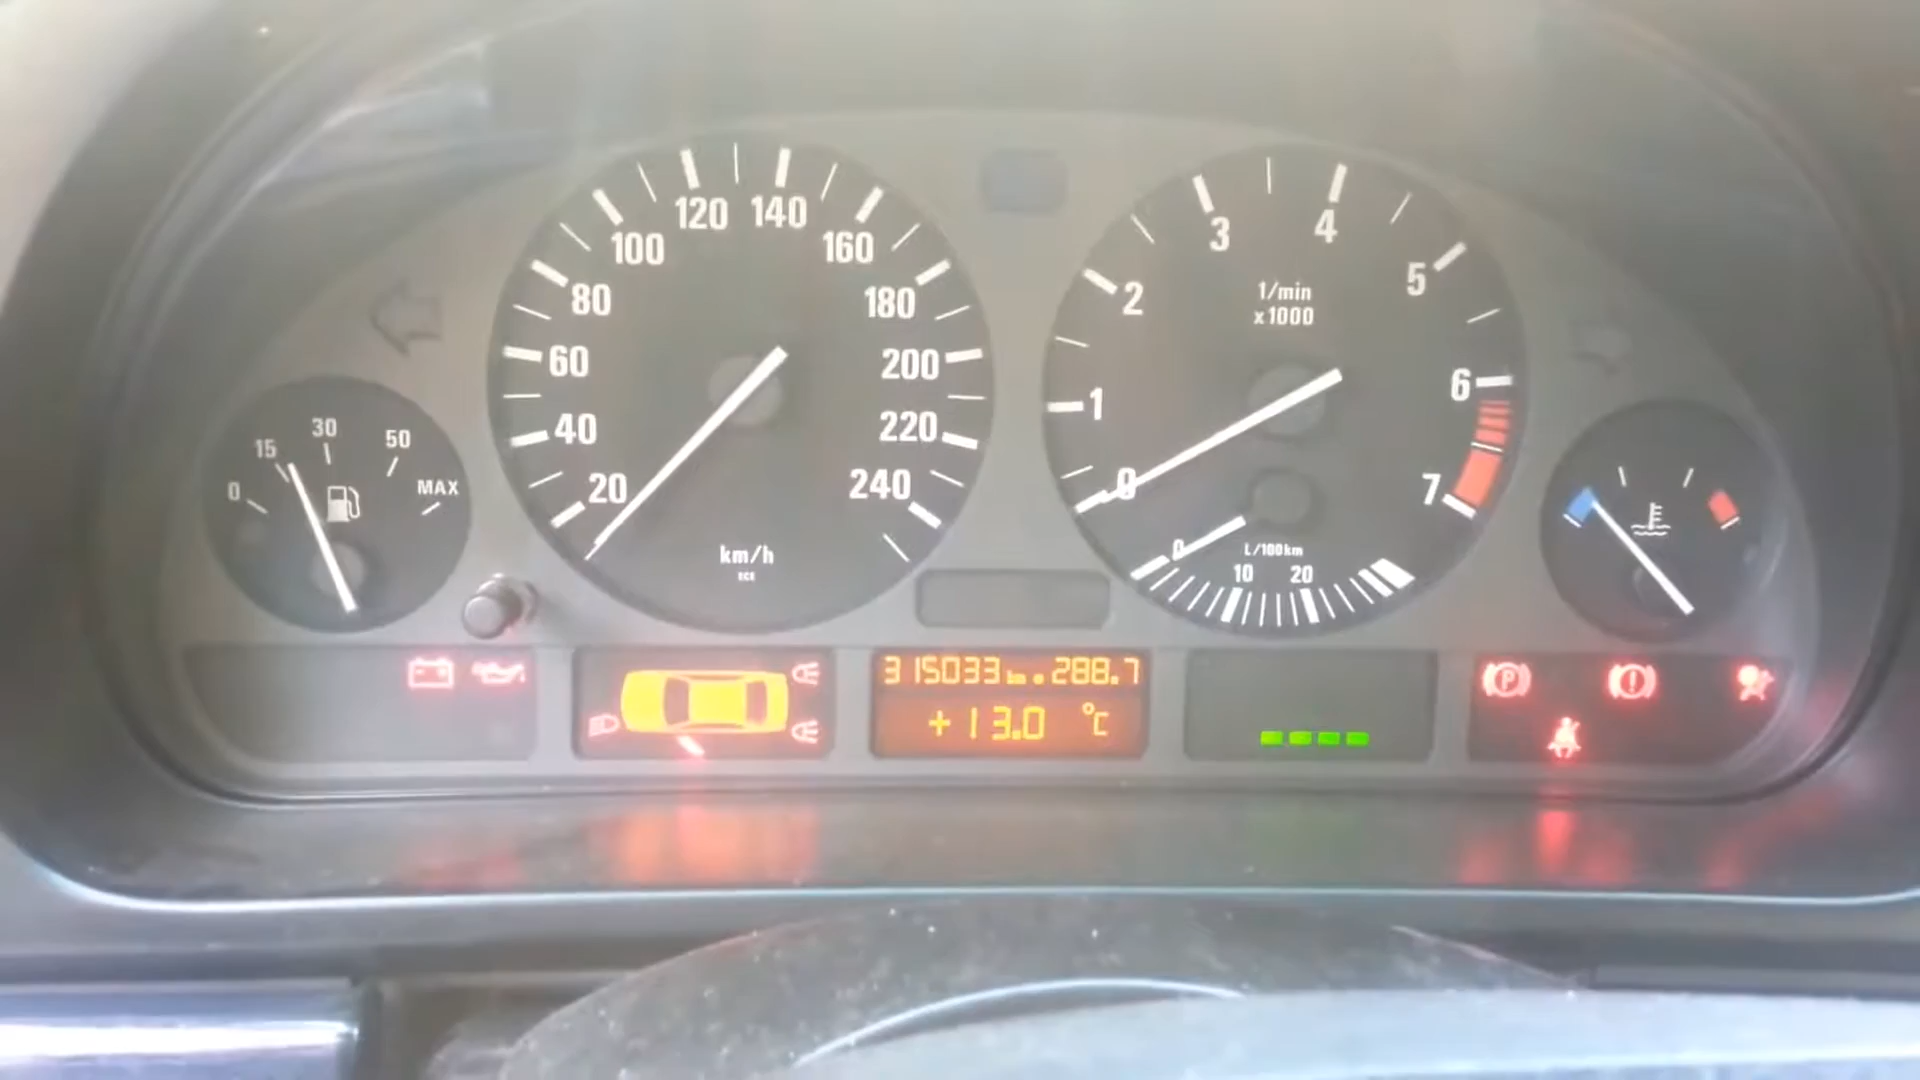 0 15 30 50 MAX
20 40 60 80 100 120 140 160 180 200 220 240
km/h
ECE
0 1 2 3 4 5 6 7
1/min
x1000
0 10 20
L/100km
315033 km 288.7
+13.0 °C
P
!